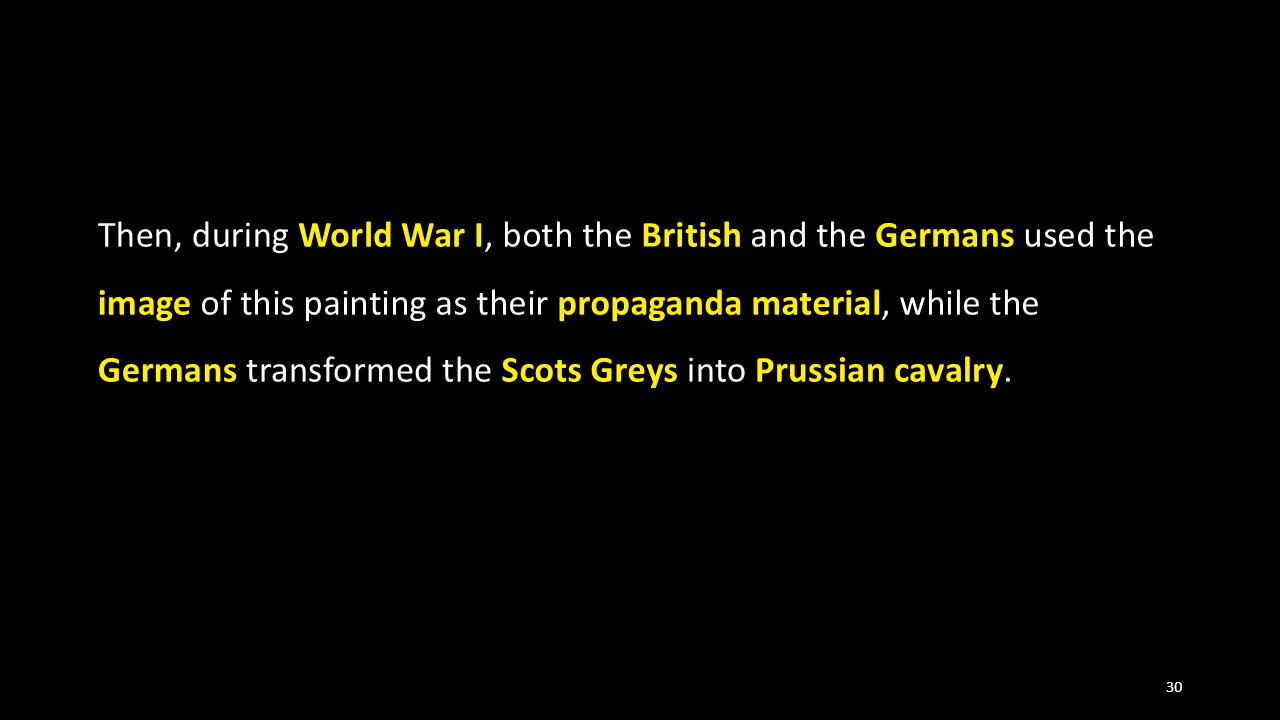 Then, during World War I, both the British and the Germans used the
image of this painting as their propaganda material, while the
Germans transformed the Scots Greys into Prussian cavalry.
30